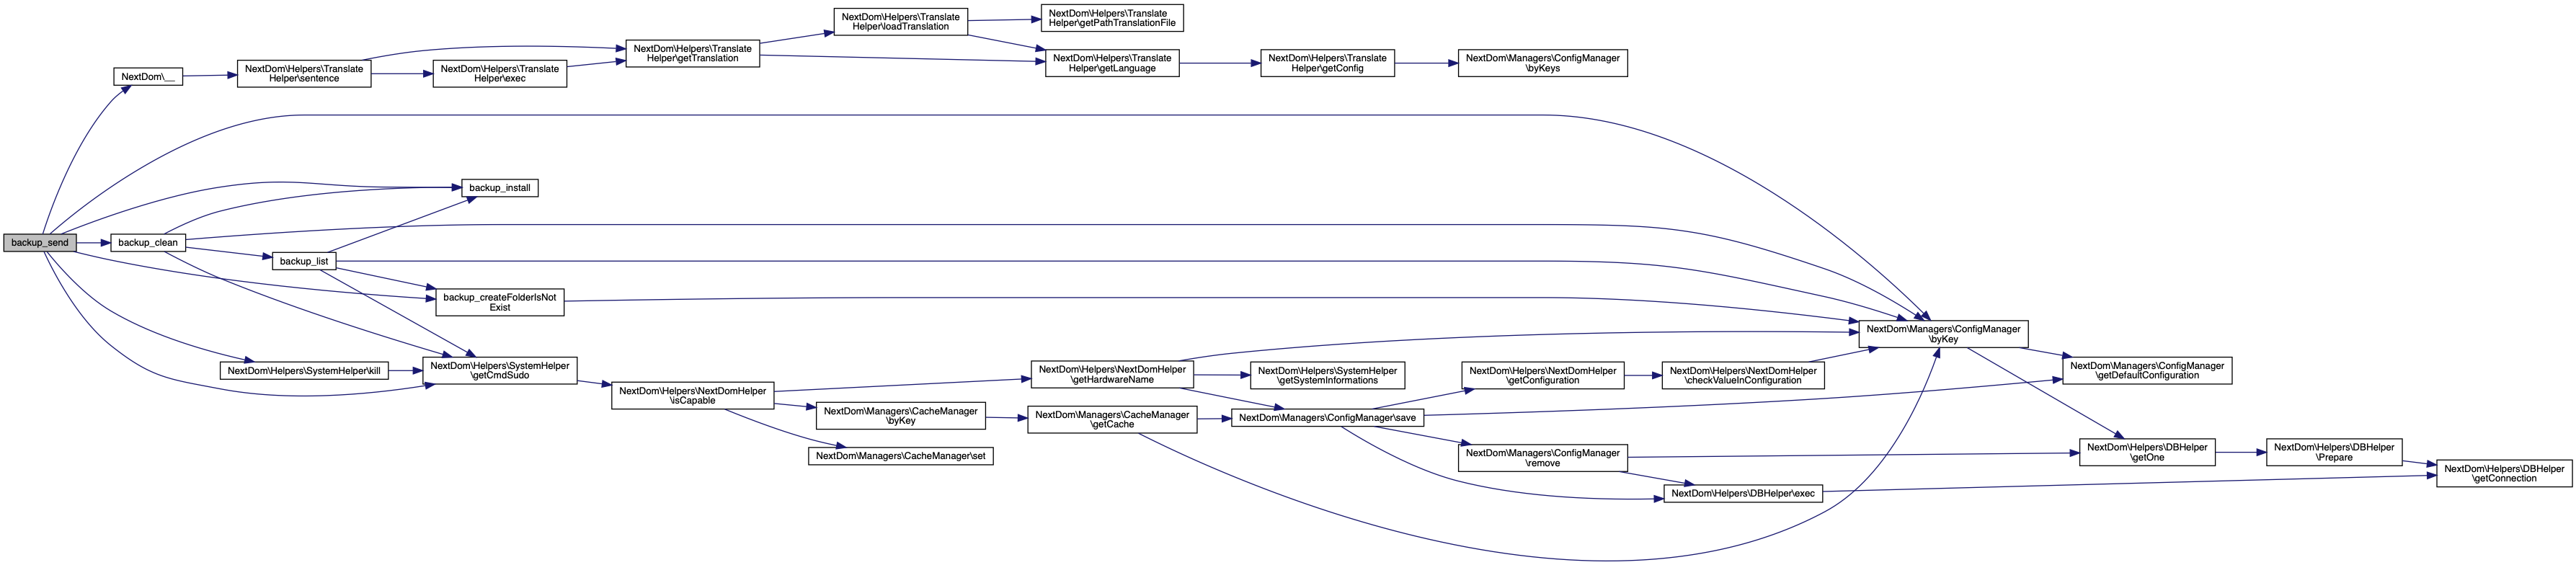 NextDom\Helpers\Translate
Helper\loadTranslation
NextDom\Helpers\Translate
Helper\getPathTranslationFile
NextDom\Helpers\Translate
Helper\getTranslation
NextDom\Helpers\Translate
Helper\getLanguage
NextDom\Helpers\Translate
Helper\getConfig
NextDom\Managers\ConfigManager
\byKeys
NextDom\__
NextDom\Helpers\Translate
Helper\sentence
NextDom\Helpers\Translate
Helper\exec
backup_install
backup_send
backup_clean
backup_list
backup_createFolderIsNot
Exist
NextDom\Managers\ConfigManager
\byKey
NextDom\Helpers\SystemHelper\kill
NextDom\Helpers\SystemHelper
\getCmdSudo
NextDom\Helpers\NextDomHelper
\isCapable
NextDom\Helpers\NextDomHelper
\getHardwareName
NextDom\Helpers\SystemHelper
\getSystemInformations
NextDom\Helpers\NextDomHelper
\getConfiguration
NextDom\Helpers\NextDomHelper
\checkValueInConfiguration
NextDom\Managers\ConfigManager
\getDefaultConfiguration
NextDom\Managers\CacheManager
\byKey
NextDom\Managers\CacheManager
\getCache
NextDom\Managers\ConfigManager\save
NextDom\Managers\CacheManager\set
NextDom\Managers\ConfigManager
\remove
NextDom\Helpers\DBHelper
\getOne
NextDom\Helpers\DBHelper
\Prepare
NextDom\Helpers\DBHelper\exec
NextDom\Helpers\DBHelper
\getConnection